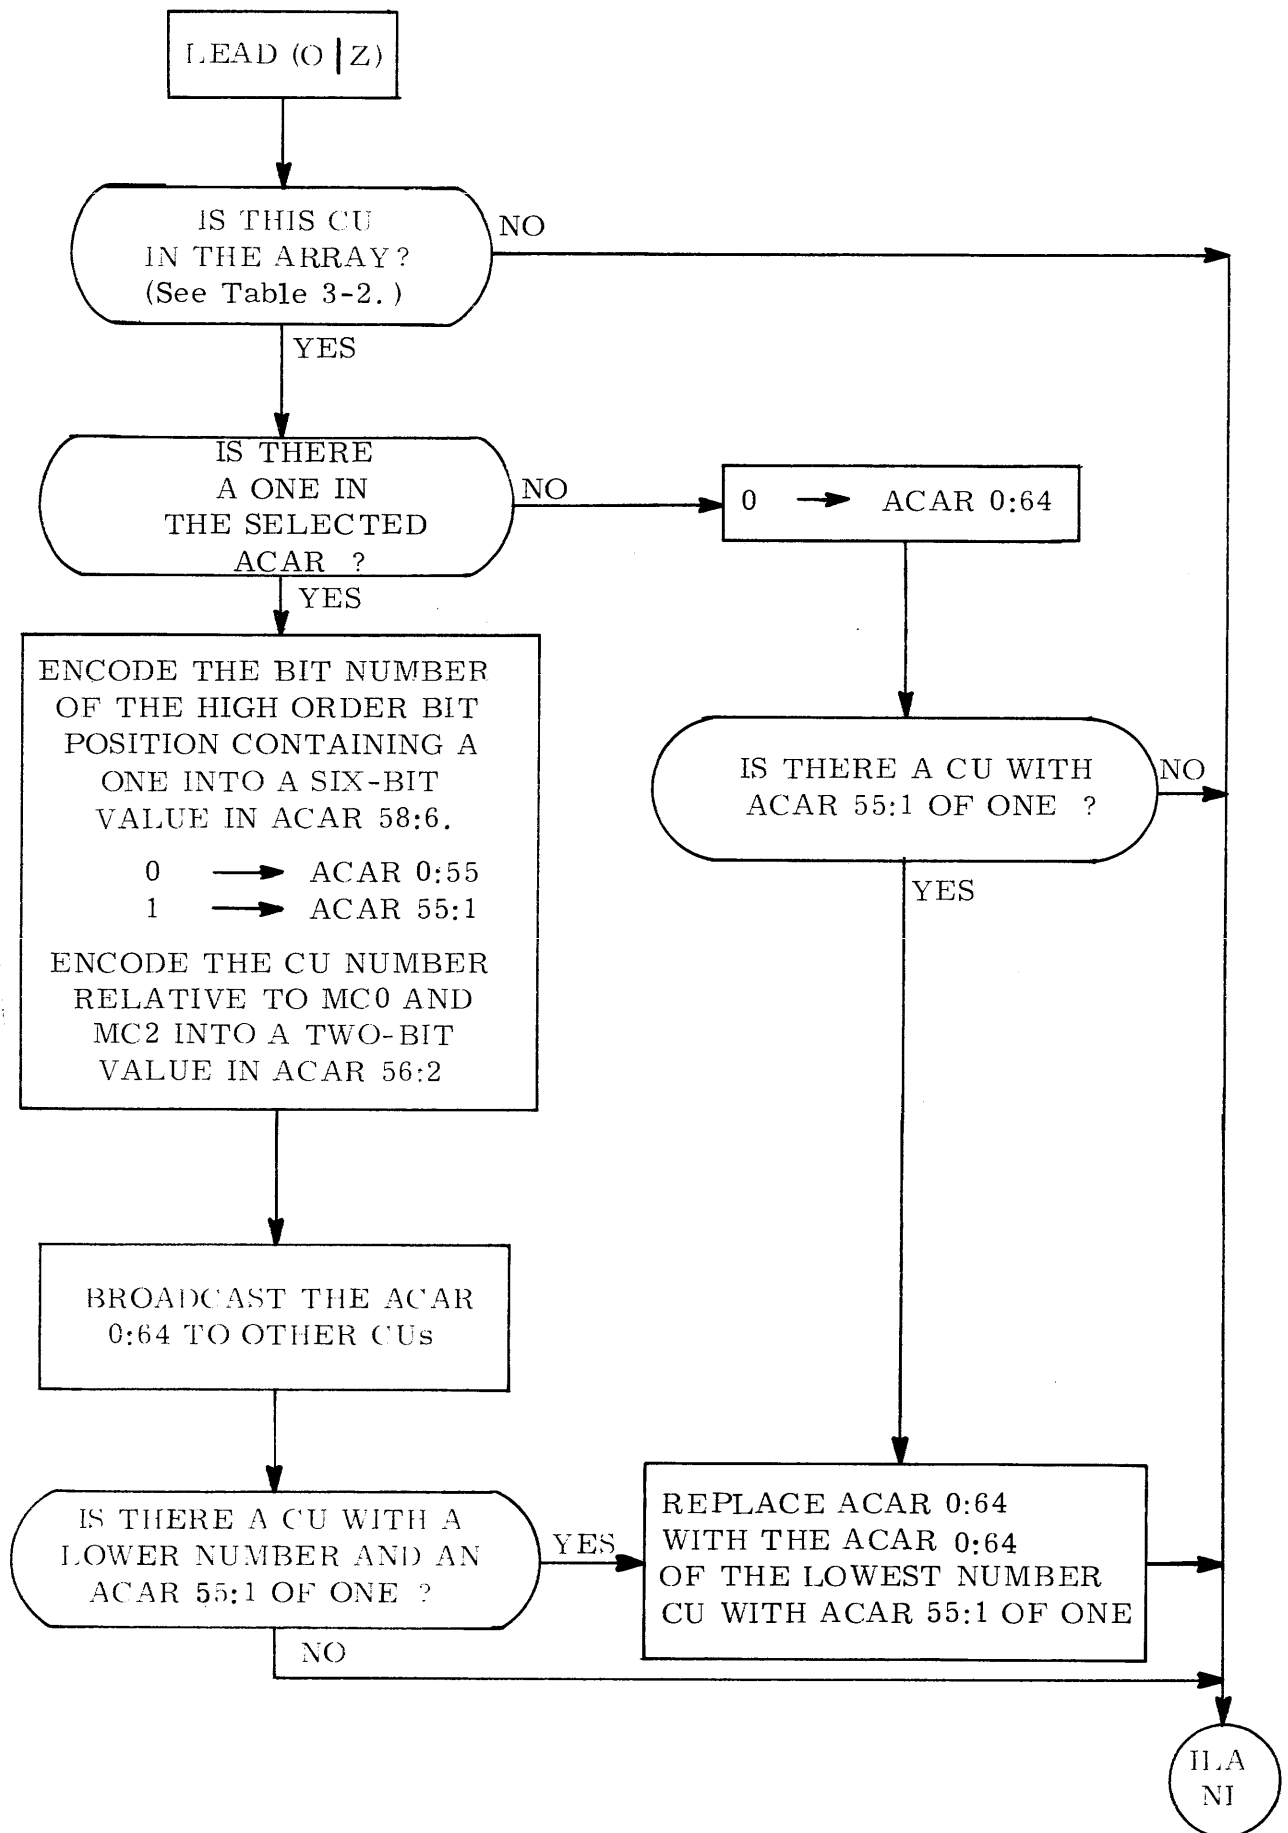 LEAD (O | Z)
IS THIS CU
IN THE ARRAY?
(See Table 3-2.)
NO
YES
IS THERE
A ONE IN
THE SELECTED
ACAR ?
NO
0 → ACAR 0:64
YES
ENCODE THE BIT NUMBER
OF THE HIGH ORDER BIT
POSITION CONTAINING A
ONE INTO A SIX-BIT
VALUE IN ACAR 58:6.
0 → ACAR 0:55
1 → ACAR 55:1
ENCODE THE CU NUMBER
RELATIVE TO MC0 AND
MC2 INTO A TWO-BIT
VALUE IN ACAR 56:2
IS THERE A CU WITH
ACAR 55:1 OF ONE ?
NO
YES
BROADCAST THE ACAR
0:64 TO OTHER CUs
IS THERE A CU WITH A
LOWER NUMBER AND AN
ACAR 55:1 OF ONE ?
YES
NO
REPLACE ACAR 0:64
WITH THE ACAR 0:64
OF THE LOWEST NUMBER
CU WITH ACAR 55:1 OF ONE
ILA
NI